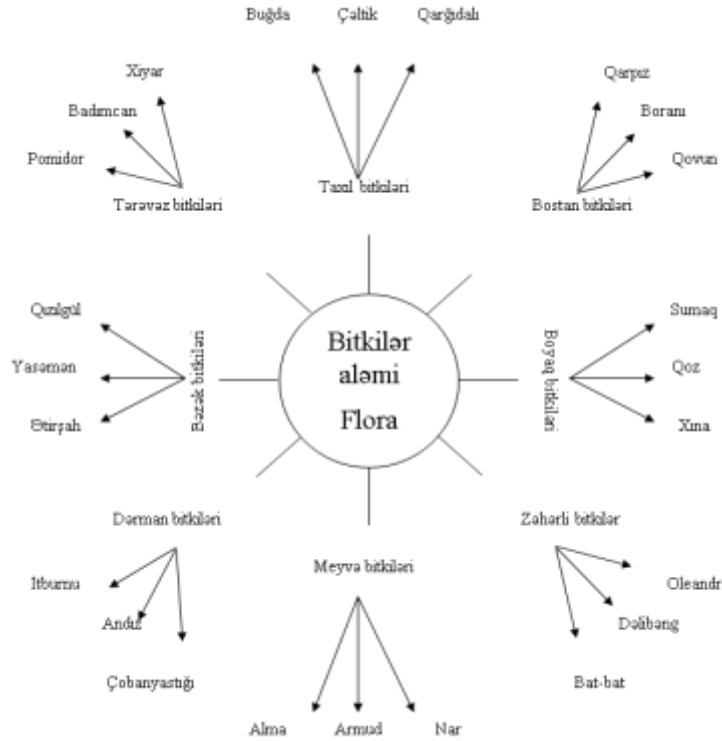 Buğda Çəltik Qarğıdalı
Xiyar
Badımcan
Pomidor
Tərəvəz bitkiləri
Taxıl bitkiləri
Qarpız
Boranı
Qovun
Bostan bitkiləri
Qızılgül
Yasəmən
Ətirşah
Bəzək bitkiləri
Bitkilər
aləmi
Flora
Boyaq bitkiləri
Sumaq
Qoz
Xına
Dərman bitkiləri
İtburnu
Andız
Çobanyastığı
Meyvə bitkiləri
Alma Armud Nar
Zəhərli bitkilər
Oleandr
Dəlibəng
Bat-bat